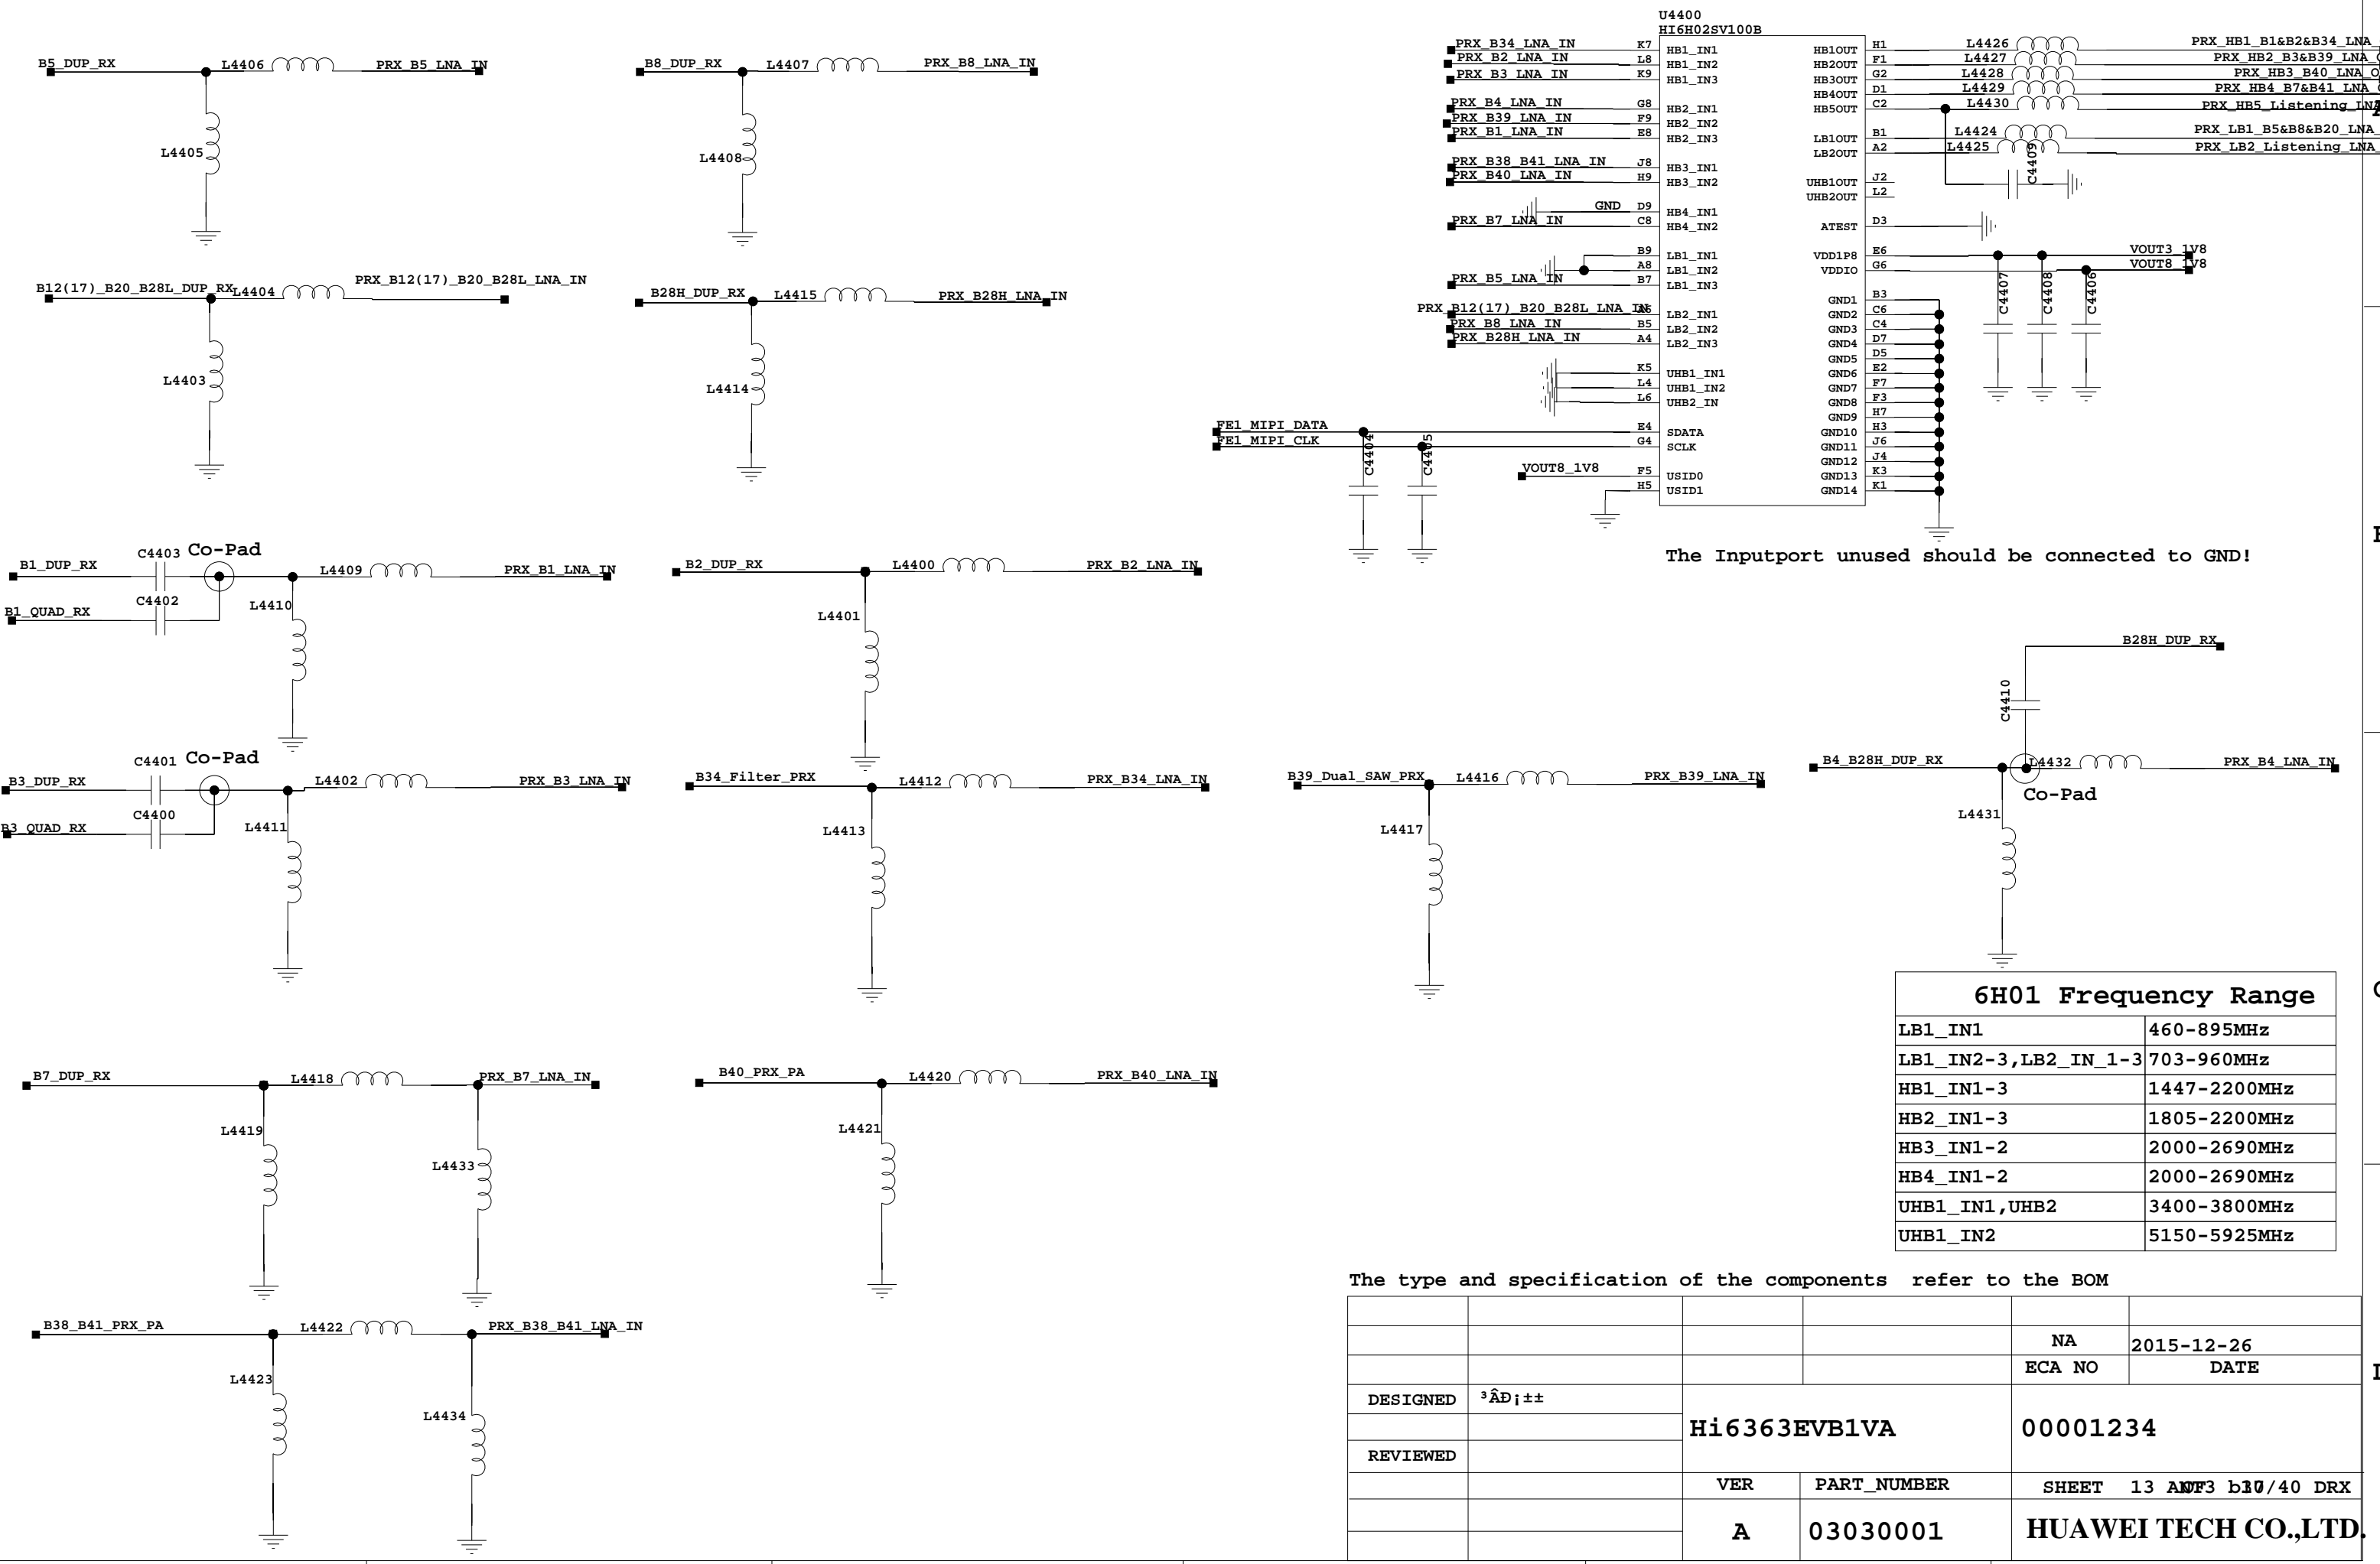 U4400
HI6H02SV100B
PRX_B34_LNA_IN K7 HB1_IN1
PRX_B2_LNA_IN L8 HB1_IN2
PRX_B3_LNA_IN K9 HB1_IN3
PRX_B4_LNA_IN G8 HB2_IN1
PRX_B39_LNA_IN F9 HB2_IN2
PRX_B1_LNA_IN E8 HB2_IN3
PRX_B38_B41_LNA_IN J8 HB3_IN1
PRX_B40_LNA_IN H9 HB3_IN2
GND D9 HB4_IN1
PRX_B7_LNA_IN C8 HB4_IN2
B9 LB1_IN1
A8 LB1_IN2
PRX_B5_LNA_IN B7 LB1_IN3
PRX_B12(17)_B20_B28L_LNA_IN A6 LB2_IN1
PRX_B8_LNA_IN B5 LB2_IN2
PRX_B28H_LNA_IN A4 LB2_IN3
K5 UHB1_IN1
L4 UHB1_IN2
L6 UHB2_IN
FE1_MIPI_DATA E4 SDATA
FE1_MIPI_CLK G4 SCLK
C4404
C4405
VOUT8_1V8 F5 USID0
H5 USID1
HB1OUT H1 L4426 PRX_HB1_B1&B2&B34_LNA_
HB2OUT F1 L4427 PRX_HB2_B3&B39_LNA_
HB3OUT G2 L4428 PRX_HB3_B40_LNA_O
HB4OUT D1 L4429 PRX_HB4_B7&B41_LNA_
HB5OUT C2 L4430 PRX_HB5_Listening_LNA
LB1OUT B1 L4424 PRX_LB1_B5&B8&B20_LNA_
LB2OUT A2 L4425 PRX_LB2_Listening_LNA_
C4409
UHB1OUT J2
UHB2OUT L2
ATEST D3
VDD1P8 E6 VOUT3_1V8
VDDIO G6 VOUT8_1V8
C4407
C4408
C4406
GND1 B3
GND2 C6
GND3 C4
GND4 D7
GND5 D5
GND6 E2
GND7 F7
GND8 F3
GND9 H7
GND10 H3
GND11 J6
GND12 J4
GND13 K3
GND14 K1
The Inputport unused should be connected to GND!
B5_DUP_RX L4406 PRX_B5_LNA_IN
L4405
B8_DUP_RX L4407 PRX_B8_LNA_IN
L4408
B12(17)_B20_B28L_DUP_RX L4404 PRX_B12(17)_B20_B28L_LNA_IN
L4403
B28H_DUP_RX L4415 PRX_B28H_LNA_IN
L4414
C4403 Co-Pad
B1_DUP_RX L4409 PRX_B1_LNA_IN
C4402
B1_QUAD_RX L4410
B2_DUP_RX L4400 PRX_B2_LNA_IN
L4401
B28H_DUP_RX
C4410
C4401 Co-Pad
B3_DUP_RX L4402 PRX_B3_LNA_IN
C4400
B3_QUAD_RX L4411
B34_Filter_PRX L4412 PRX_B34_LNA_IN
L4413
B39_Dual_SAW_PRX L4416 PRX_B39_LNA_IN
L4417
B4_B28H_DUP_RX L4432 PRX_B4_LNA_IN
Co-Pad
L4431
6H01 Frequency Range
LB1_IN1 460-895MHz
LB1_IN2-3,LB2_IN_1-3 703-960MHz
HB1_IN1-3 1447-2200MHz
HB2_IN1-3 1805-2200MHz
HB3_IN1-2 2000-2690MHz
HB4_IN1-2 2000-2690MHz
UHB1_IN1,UHB2 3400-3800MHz
UHB1_IN2 5150-5925MHz
B7_DUP_RX L4418 PRX_B7_LNA_IN
L4419
L4433
B40_PRX_PA L4420 PRX_B40_LNA_IN
L4421
B38_B41_PRX_PA L4422 PRX_B38_B41_LNA_IN
L4423
L4434
The type and specification of the components refer to the BOM
NA 2015-12-26
ECA NO DATE
DESIGNED ³ÂÐ¡±±
Hi6363EVB1VA 00001234
REVIEWED
VER PART_NUMBER SHEET 13 /40 DRX
A 03030001 HUAWEI TECH CO.,LTD.